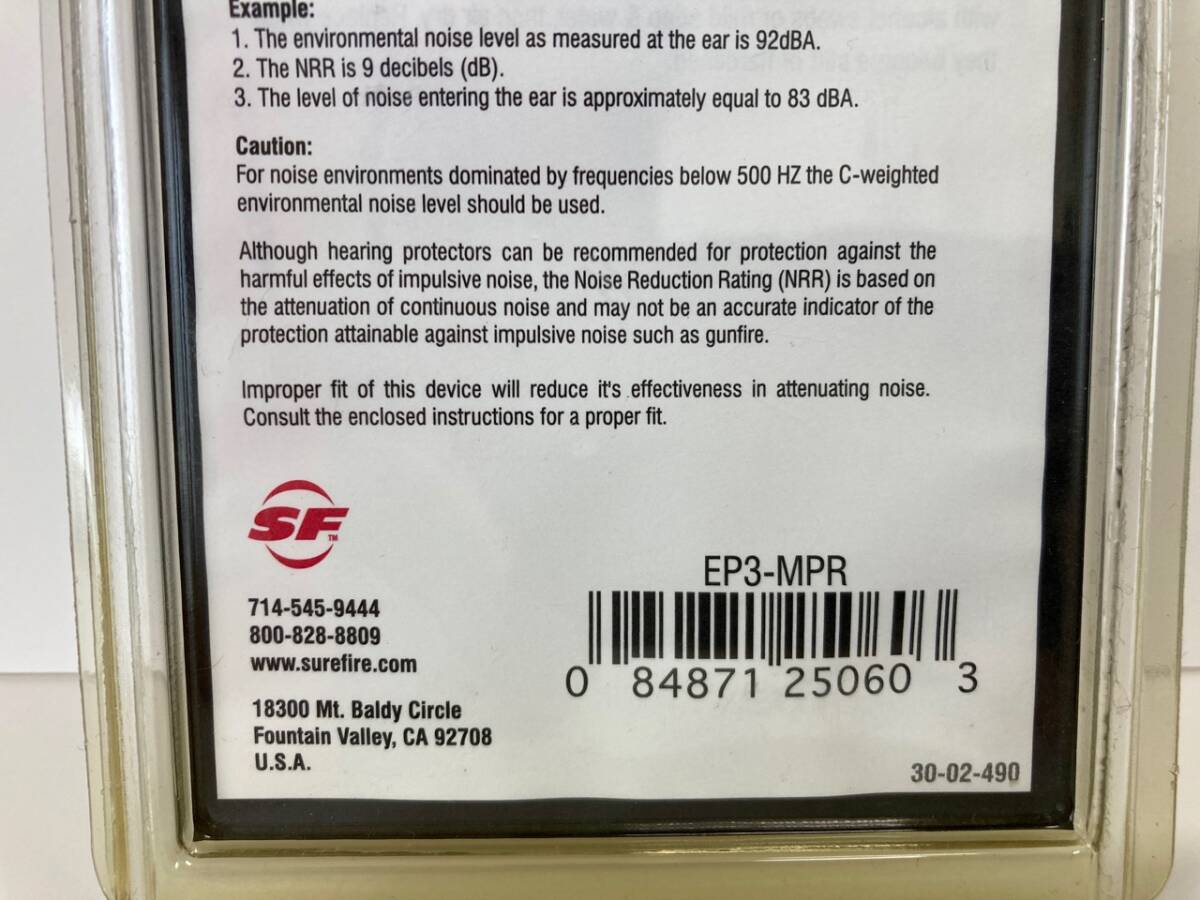 Example:
1. The environmental noise level as measured at the ear is 92dBA.
2. The NRR is 9 decibels (dB).
3. The level of noise entering the ear is approximately equal to 83 dBA.
Caution:
For noise environments dominated by frequencies below 500 HZ the C-weighted
environmental noise level should be used.
Although hearing protectors can be recommended for protection against the
harmful effects of impulsive noise, the Noise Reduction Rating (NRR) is based on
the attenuation of continuous noise and may not be an accurate indicator of the
protection attainable against impulsive noise such as gunfire.
Improper fit of this device will reduce it's effectiveness in attenuating noise.
Consult the enclosed instructions for a proper fit.
SF™
714-545-9444
800-828-8809
www.surefire.com
18300 Mt. Baldy Circle
Fountain Valley, CA 92708
U.S.A.
EP3-MPR
0 84871 25060 3
30-02-490